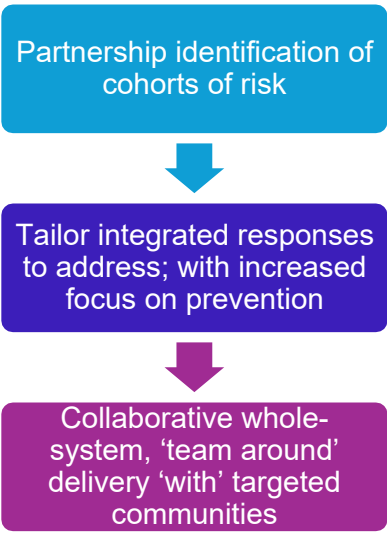 Partnership identification of
cohorts of risk
Tailor integrated responses
to address; with increased
focus on prevention
Collaborative whole-
system, ‘team around’
delivery ‘with’ targeted
communities